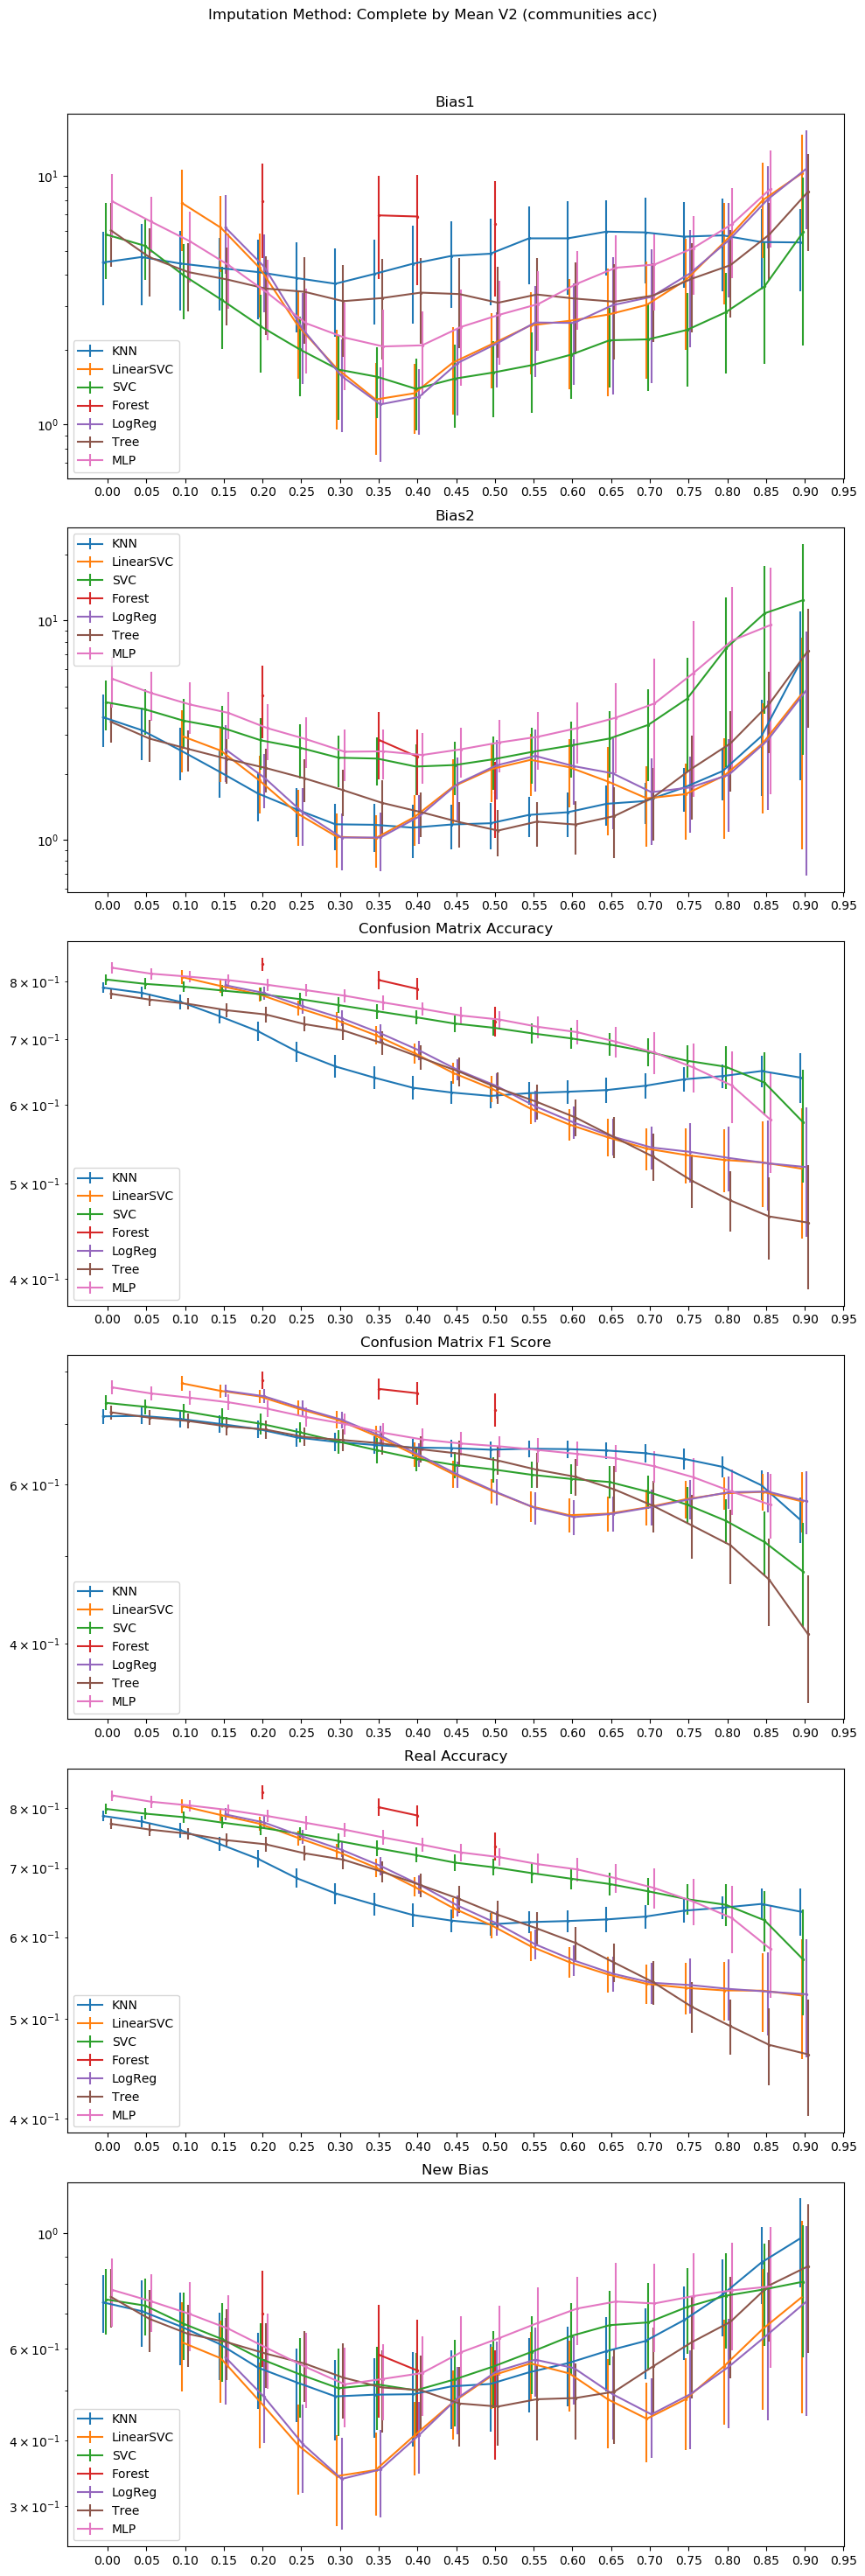 Imputation Method: Complete by Mean V2 (communities acc)
Bias1
10¹
10⁰
KNN
LinearSVC
SVC
Forest
LogReg
Tree
MLP
0.00 0.05 0.10 0.15 0.20 0.25 0.30 0.35 0.40 0.45 0.50 0.55 0.60 0.65 0.70 0.75 0.80 0.85 0.90 0.95
Bias2
10¹
10⁰
KNN
LinearSVC
SVC
Forest
LogReg
Tree
MLP
0.00 0.05 0.10 0.15 0.20 0.25 0.30 0.35 0.40 0.45 0.50 0.55 0.60 0.65 0.70 0.75 0.80 0.85 0.90 0.95
Confusion Matrix Accuracy
8 × 10⁻¹
7 × 10⁻¹
6 × 10⁻¹
5 × 10⁻¹
4 × 10⁻¹
KNN
LinearSVC
SVC
Forest
LogReg
Tree
MLP
0.00 0.05 0.10 0.15 0.20 0.25 0.30 0.35 0.40 0.45 0.50 0.55 0.60 0.65 0.70 0.75 0.80 0.85 0.90 0.95
Confusion Matrix F1 Score
6 × 10⁻¹
4 × 10⁻¹
KNN
LinearSVC
SVC
Forest
LogReg
Tree
MLP
0.00 0.05 0.10 0.15 0.20 0.25 0.30 0.35 0.40 0.45 0.50 0.55 0.60 0.65 0.70 0.75 0.80 0.85 0.90 0.95
Real Accuracy
8 × 10⁻¹
7 × 10⁻¹
6 × 10⁻¹
5 × 10⁻¹
4 × 10⁻¹
KNN
LinearSVC
SVC
Forest
LogReg
Tree
MLP
0.00 0.05 0.10 0.15 0.20 0.25 0.30 0.35 0.40 0.45 0.50 0.55 0.60 0.65 0.70 0.75 0.80 0.85 0.90 0.95
New Bias
10⁰
6 × 10⁻¹
4 × 10⁻¹
3 × 10⁻¹
KNN
LinearSVC
SVC
Forest
LogReg
Tree
MLP
0.00 0.05 0.10 0.15 0.20 0.25 0.30 0.35 0.40 0.45 0.50 0.55 0.60 0.65 0.70 0.75 0.80 0.85 0.90 0.95